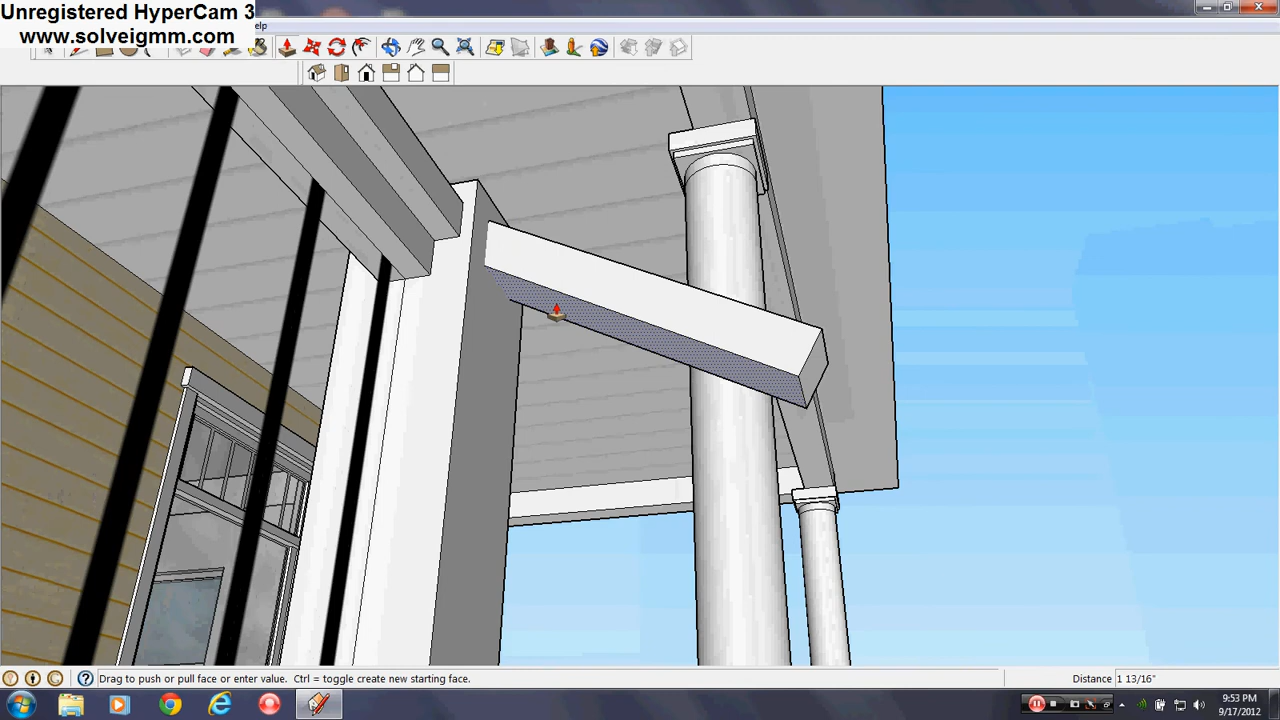 Unregistered HyperCam 3
www.solveigmm.com
elp
Drag to push or pull face or enter value. Ctrl = toggle create new starting face.
Distance 1 13/16"
9:53 PM
9/17/2012